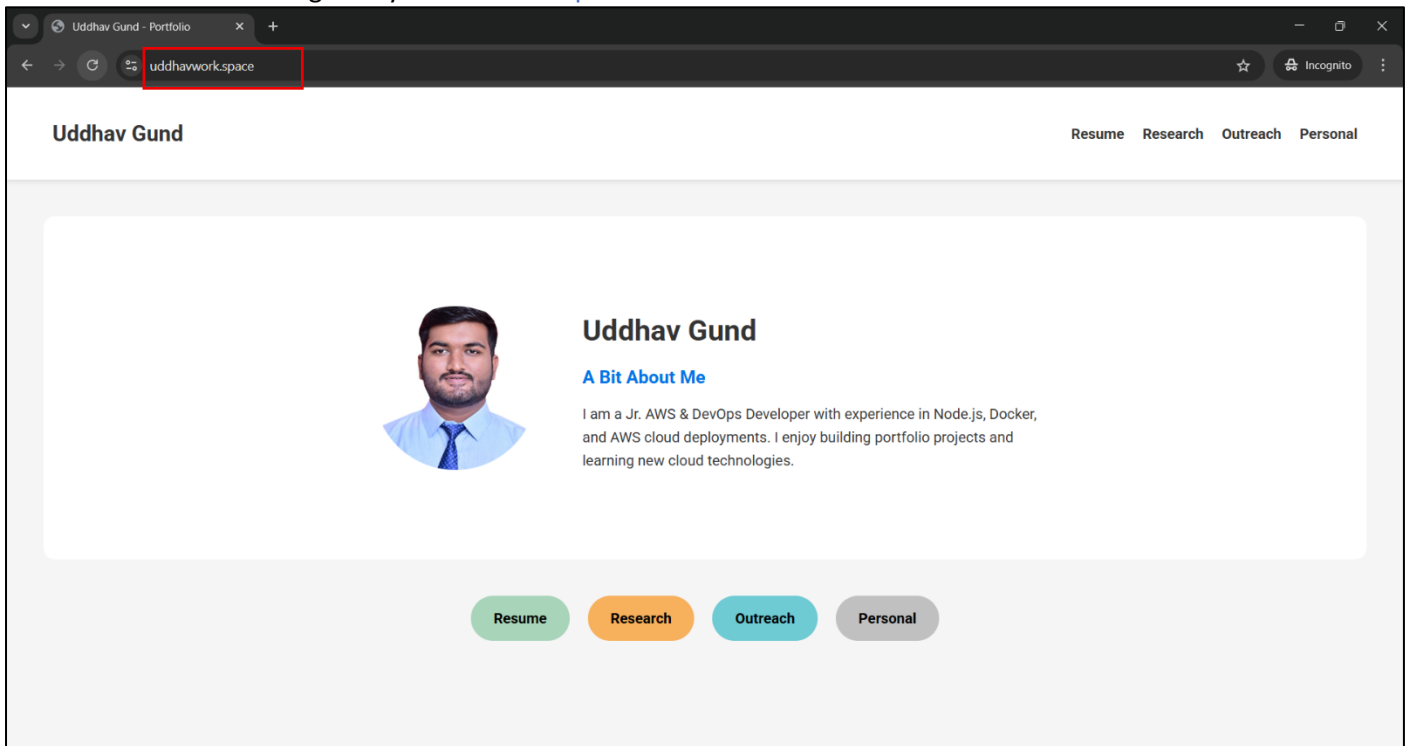 Uddhav Gund - Portfolio
uddhavwork.space
Incognito
Uddhav Gund
Resume Research Outreach Personal
Uddhav Gund
A Bit About Me
I am a Jr. AWS & DevOps Developer with experience in Node.js, Docker,
and AWS cloud deployments. I enjoy building portfolio projects and
learning new cloud technologies.
Resume Research Outreach Personal